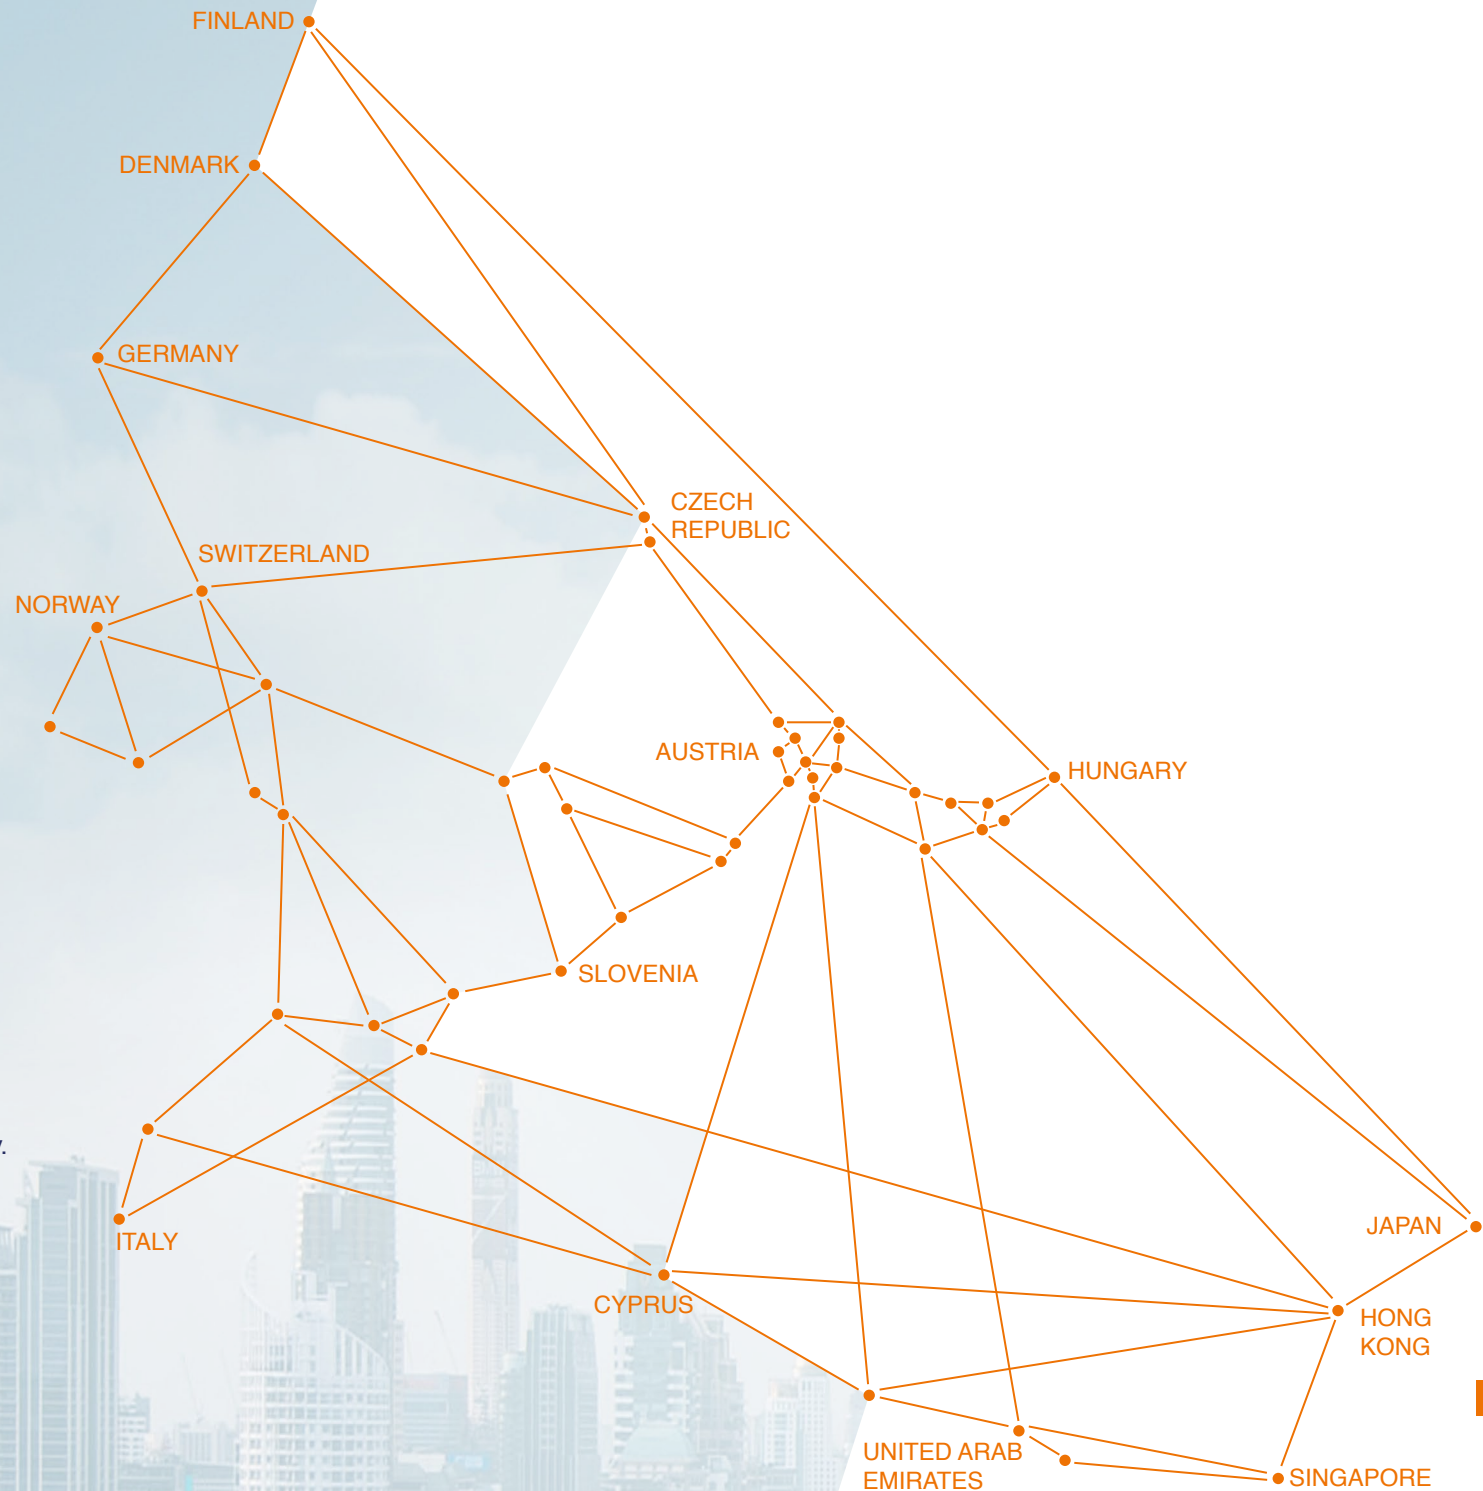 FINLAND
DENMARK
GERMANY
CZECH
REPUBLIC
SWITZERLAND
NORWAY
AUSTRIA
HUNGARY
SLOVENIA
ITALY
JAPAN
CYPRUS
HONG
KONG
UNITED ARAB
EMIRATES
SINGAPORE